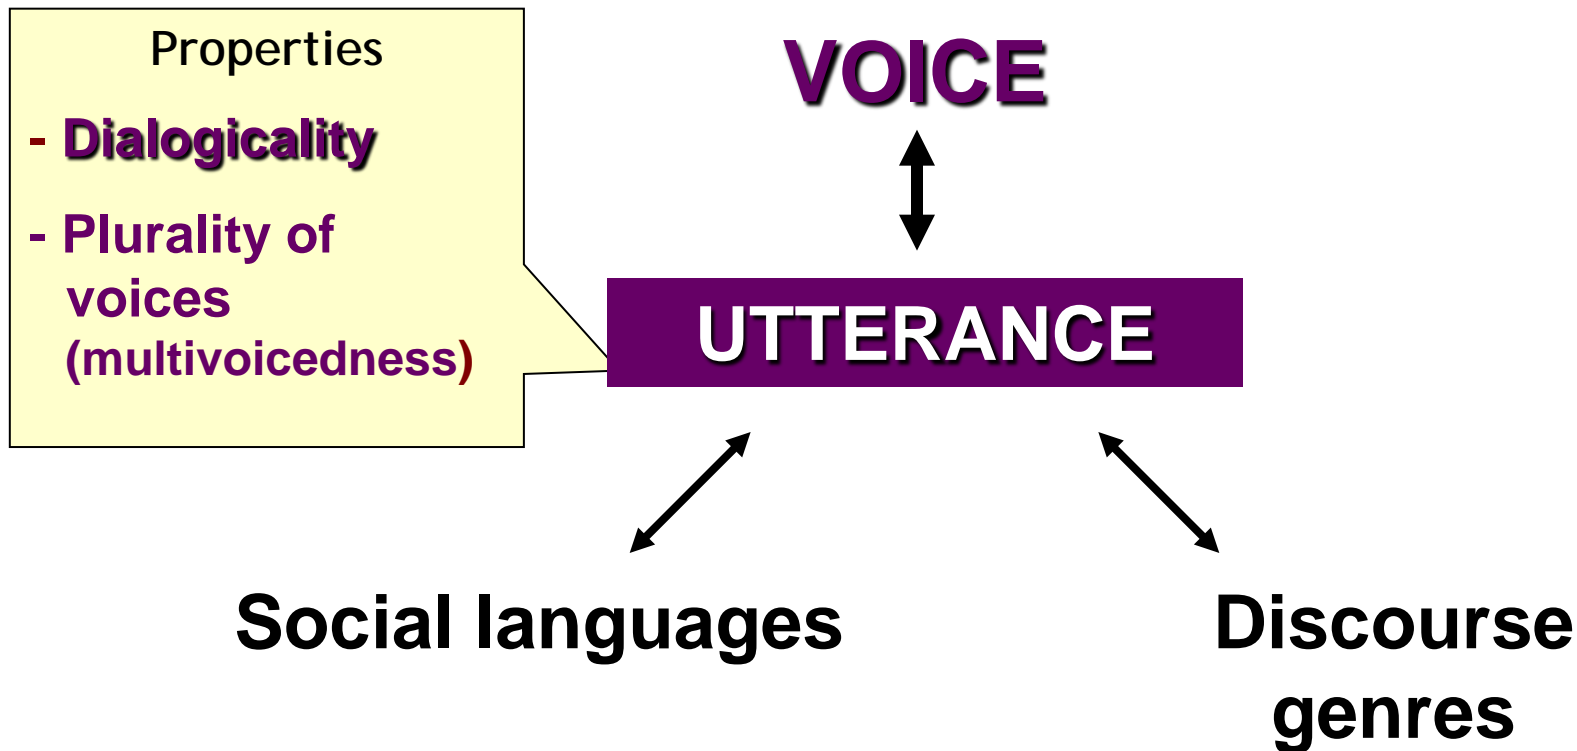 Properties
- Dialogicality
- Plurality of
voices
(multivoicedness)
VOICE
UTTERANCE
Social languages
Discourse
genres